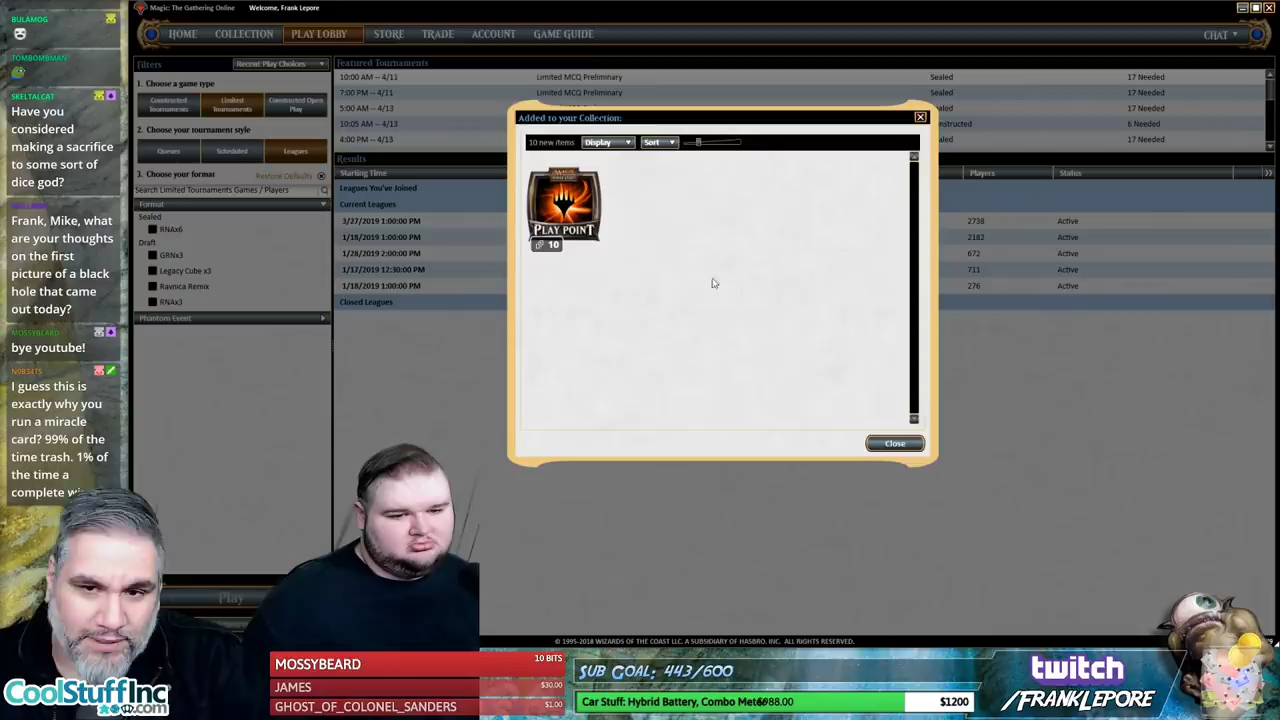 BULAMOG
TOMBOMBMAN
SKELTALCAT
Have you
considered
making a sacrifice
to some sort of
dice god?
Frank, Mike, what
are your thoughts
on the first
picture of a black
hole that came
out today?
MOSSYBEARD
bye youtube!
N0B34TS
I guess this is
exactly why you
run a miracle
card? 99% of the
time trash. 1% of
the time a
complete
Magic: The Gathering Online
Welcome, Frank Lepore
HOME
COLLECTION
PLAY LOBBY
STORE
TRADE
ACCOUNT
GAME GUIDE
CHAT
Filters
Recent Play Choices
1. Choose a game type
Constructed
Tournaments
Limited
Tournaments
Constructed Open
Play
2. Choose your tournament style
Queues
Scheduled
Leagues
3. Choose your format
Restore Defaults
Search Limited Tournaments Games / Players
Format
Sealed
RNAx6
Draft
GRNx3
Legacy Cube x3
Ravnica Remix
RNAx3
Phantom Event
Play
Featured Tournaments
10:00 AM -- 4/11 Limited MCQ Preliminary Sealed 17 Needed
7:00 PM -- 4/11 Limited MCQ Preliminary Sealed 17 Needed
5:00 AM -- 4/13 17 Needed
10:05 AM -- 4/13 6 Needed
4:00 PM -- 4/13 Sealed 17 Needed
Results
Starting Time Players Status
Leagues You've Joined
Current Leagues
3/27/2019 1:00:00 PM 2738 Active
1/18/2019 1:00:00 PM 2182 Active
1/28/2019 2:00:00 PM 672 Active
1/17/2019 12:30:00 PM 711 Active
1/18/2019 1:00:00 PM 276 Active
Closed Leagues
Added to your Collection:
10 new items
Display
Sort
PLAY POINT
10
Close
© 1995-2018 WIZARDS OF THE COAST LLC. A SUBSIDIARY OF HASBRO, INC. ALL RIGHTS RESERVED.
MOSSYBEARD 10 BITS
JAMES $30.00
GHOST_OF_COLONEL_SANDERS $1.00
SUB GOAL: 443/600
Car Stuff: Hybrid Battery, Combo $1200
CoolStuffInc
.com
twitch
/FRANKLEPORE